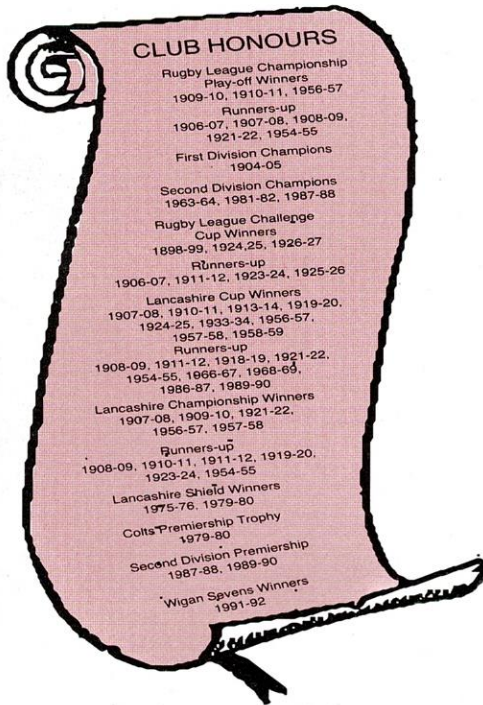 CLUB HONOURS
Rugby League Championship
Play-off Winners
1909-10, 1910-11, 1956-57
Runners-up
1906-07, 1907-08, 1908-09,
1921-22, 1954-55
First Division Champions
1904-05
Second Division Champions
1963-64, 1981-82, 1987-88
Rugby League Challenge
Cup Winners
1898-99, 1924,25, 1926-27
Runners-up
1906-07, 1911-12, 1923-24, 1925-26
Lancashire Cup Winners
1907-08, 1910-11, 1913-14, 1919-20,
1924-25, 1933-34, 1956-57,
1957-58, 1958-59
Runners-up
1908-09, 1911-12, 1918-19, 1921-22,
1954-55, 1966-67, 1968-69,
1986-87, 1989-90
Lancashire Championship Winners
1907-08, 1909-10, 1921-22,
1956-57, 1957-58
Runners-up
1908-09, 1910-11, 1911-12, 1919-20,
1923-24, 1954-55
Lancashire Shield Winners
1975-76, 1979-80
Colts Premiership Trophy
1979-80
Second Division Premiership
1987-88, 1989-90
Wigan Sevens Winners
1991-92